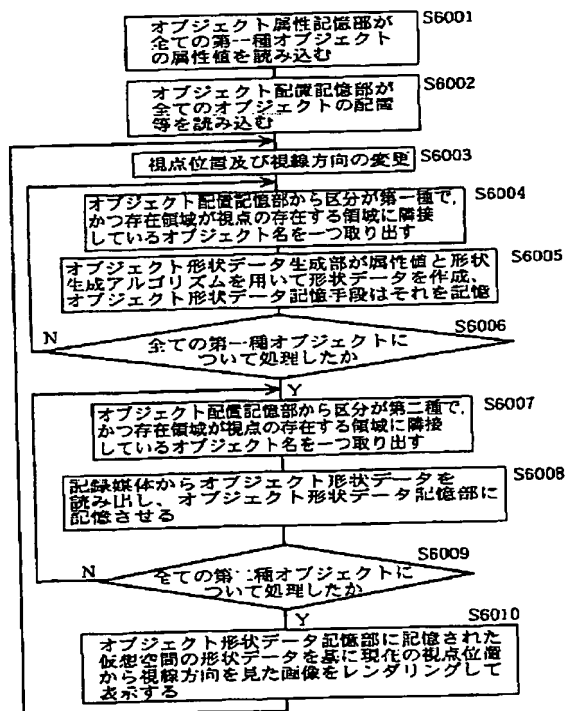 S6001
オブジェクト属性記憶部が
全ての第一種オブジェクト
の属性値を読み込む
S6002
オブジェクト配置記憶部が
全てのオブジェクトの配置
等を読み込む
S6003
視点位置及び視線方向の変更
S6004
オブジェクト配置記憶部から区分が第一種で,
かつ存在領域が視点の存在する領域に隣接
しているオブジェクト名を一つ取り出す
S6005
オブジェクト形状データ生成部が属性値と形状
生成アルゴリズムを用いて形状データを作成、
オブジェクト形状データ記憶手段はそれを記憶
S6006
N
全ての第一種オブジェクトに
ついて処理したか
Y
S6007
オブジェクト配置記憶部から区分が第二種で,
かつ存在領域が視点の存在する領域に隣接
しているオブジェクト名を一つ取り出す
S6008
記録媒体からオブジェクト形状データを
読み出し、オブジェクト形状データ記憶部に
記憶させる
S6009
N
全ての第二種オブジェクトに
ついて処理したか
Y
S6010
オブジェクト形状データ記憶部に記憶された
仮想空間の形状データを基に現在の視点位置
から視線方向を見た画像をレンダリングして
表示する